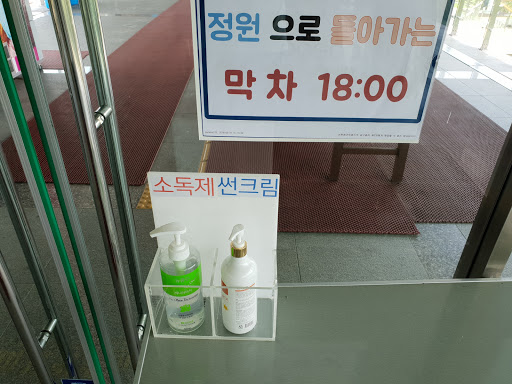 정원 으로 돌아가는
막차 18:00
소독제 썬크림